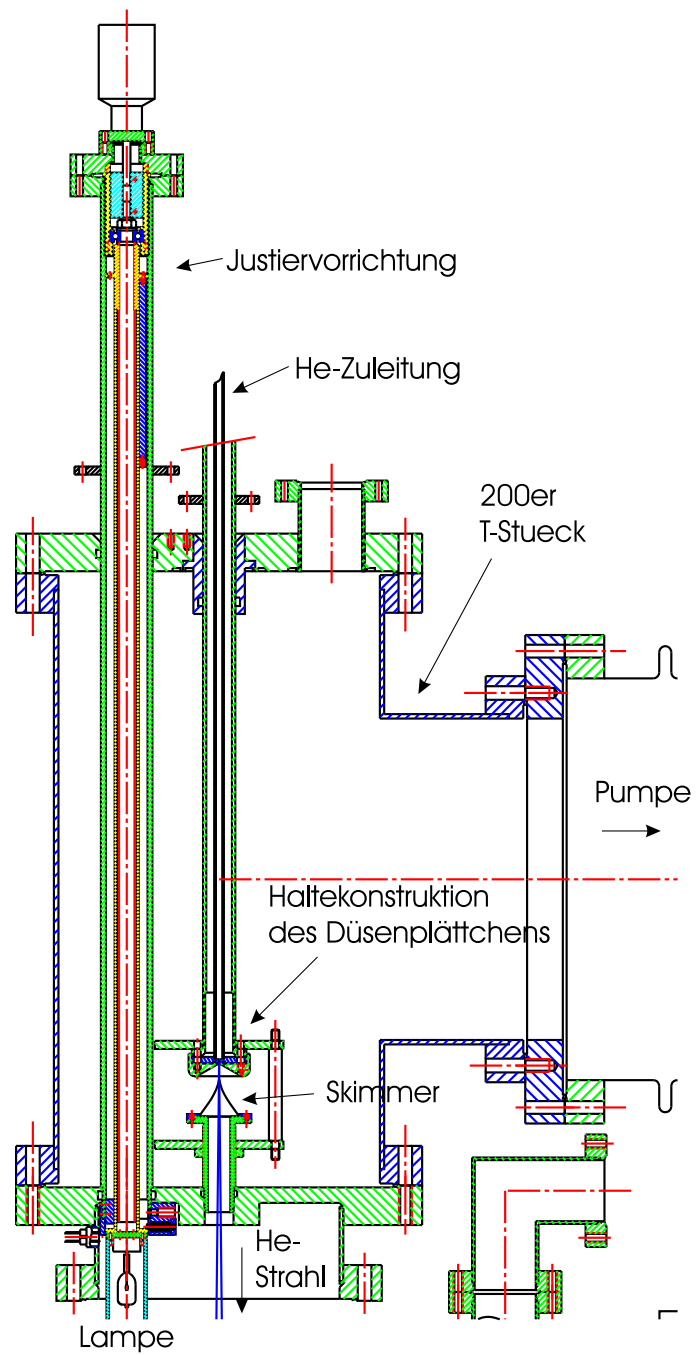 Justiervorrichtung
He-Zuleitung
200er
T-Stueck
Pumpe
Haltekonstruktion
des Düsenplättchens
Skimmer
He-
Strahl
Lampe